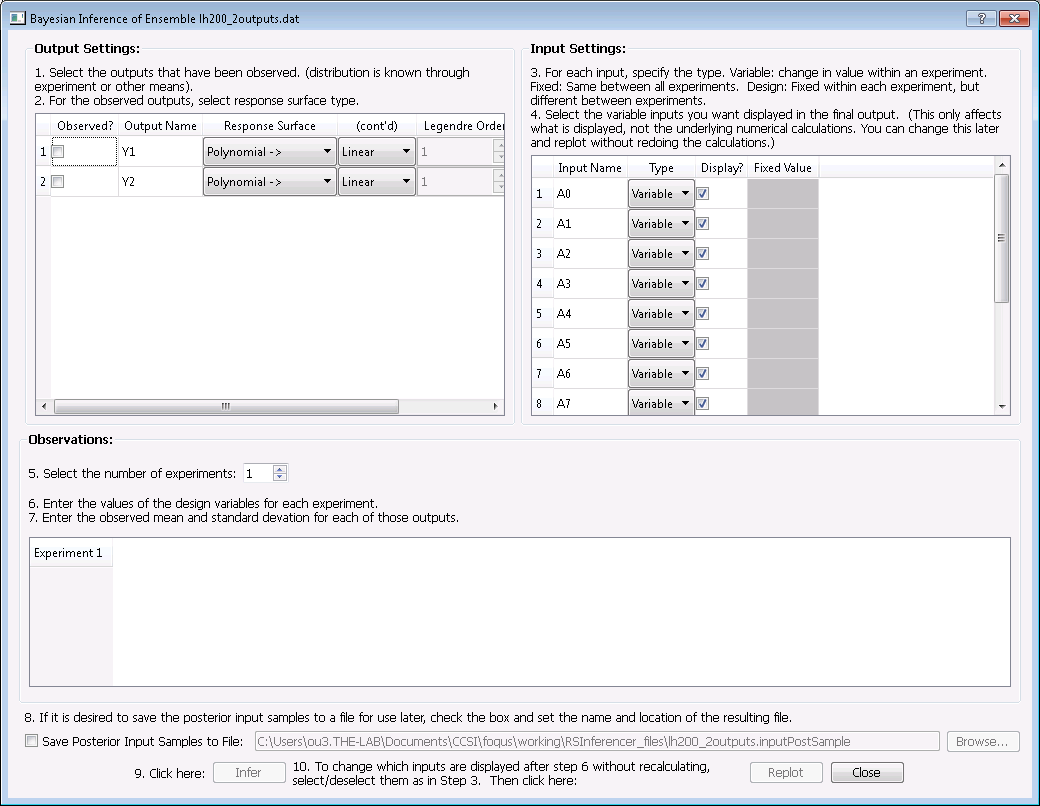 Bayesian Inference of Ensemble lh200_2outputs.dat
Output Settings:
1. Select the outputs that have been observed. (distribution is known through
experiment or other means).
2. For the observed outputs, select response surface type.
Observed? Output Name Response Surface (cont'd) Legendre Order
1 Y1 Polynomial -> Linear 1
2 Y2 Polynomial -> Linear 1
Input Settings:
3. For each input, specify the type. Variable: change in value within an experiment.
Fixed: Same between all experiments. Design: Fixed within each experiment, but
different between experiments.
4. Select the variable inputs you want displayed in the final output. (This only affects
what is displayed, not the underlying numerical calculations. You can change this later
and replot without redoing the calculations.)
Input Name Type Display? Fixed Value
1 A0 Variable
2 A1 Variable
3 A2 Variable
4 A3 Variable
5 A4 Variable
6 A5 Variable
7 A6 Variable
8 A7 Variable
Observations:
5. Select the number of experiments: 1
6. Enter the values of the design variables for each experiment.
7. Enter the observed mean and standard devation for each of those outputs.
Experiment 1
8. If it is desired to save the posterior input samples to a file for use later, check the box and set the name and location of the resulting file.
Save Posterior Input Samples to File: C:\Users\ou3.THE-LAB\Documents\CCSI\foqus\working\RSInferencer_files\lh200_2outputs.inputPostSample Browse...
9. Click here: Infer
10. To change which inputs are displayed after step 6 without recalculating,
select/deselect them as in Step 3. Then click here:
Replot Close